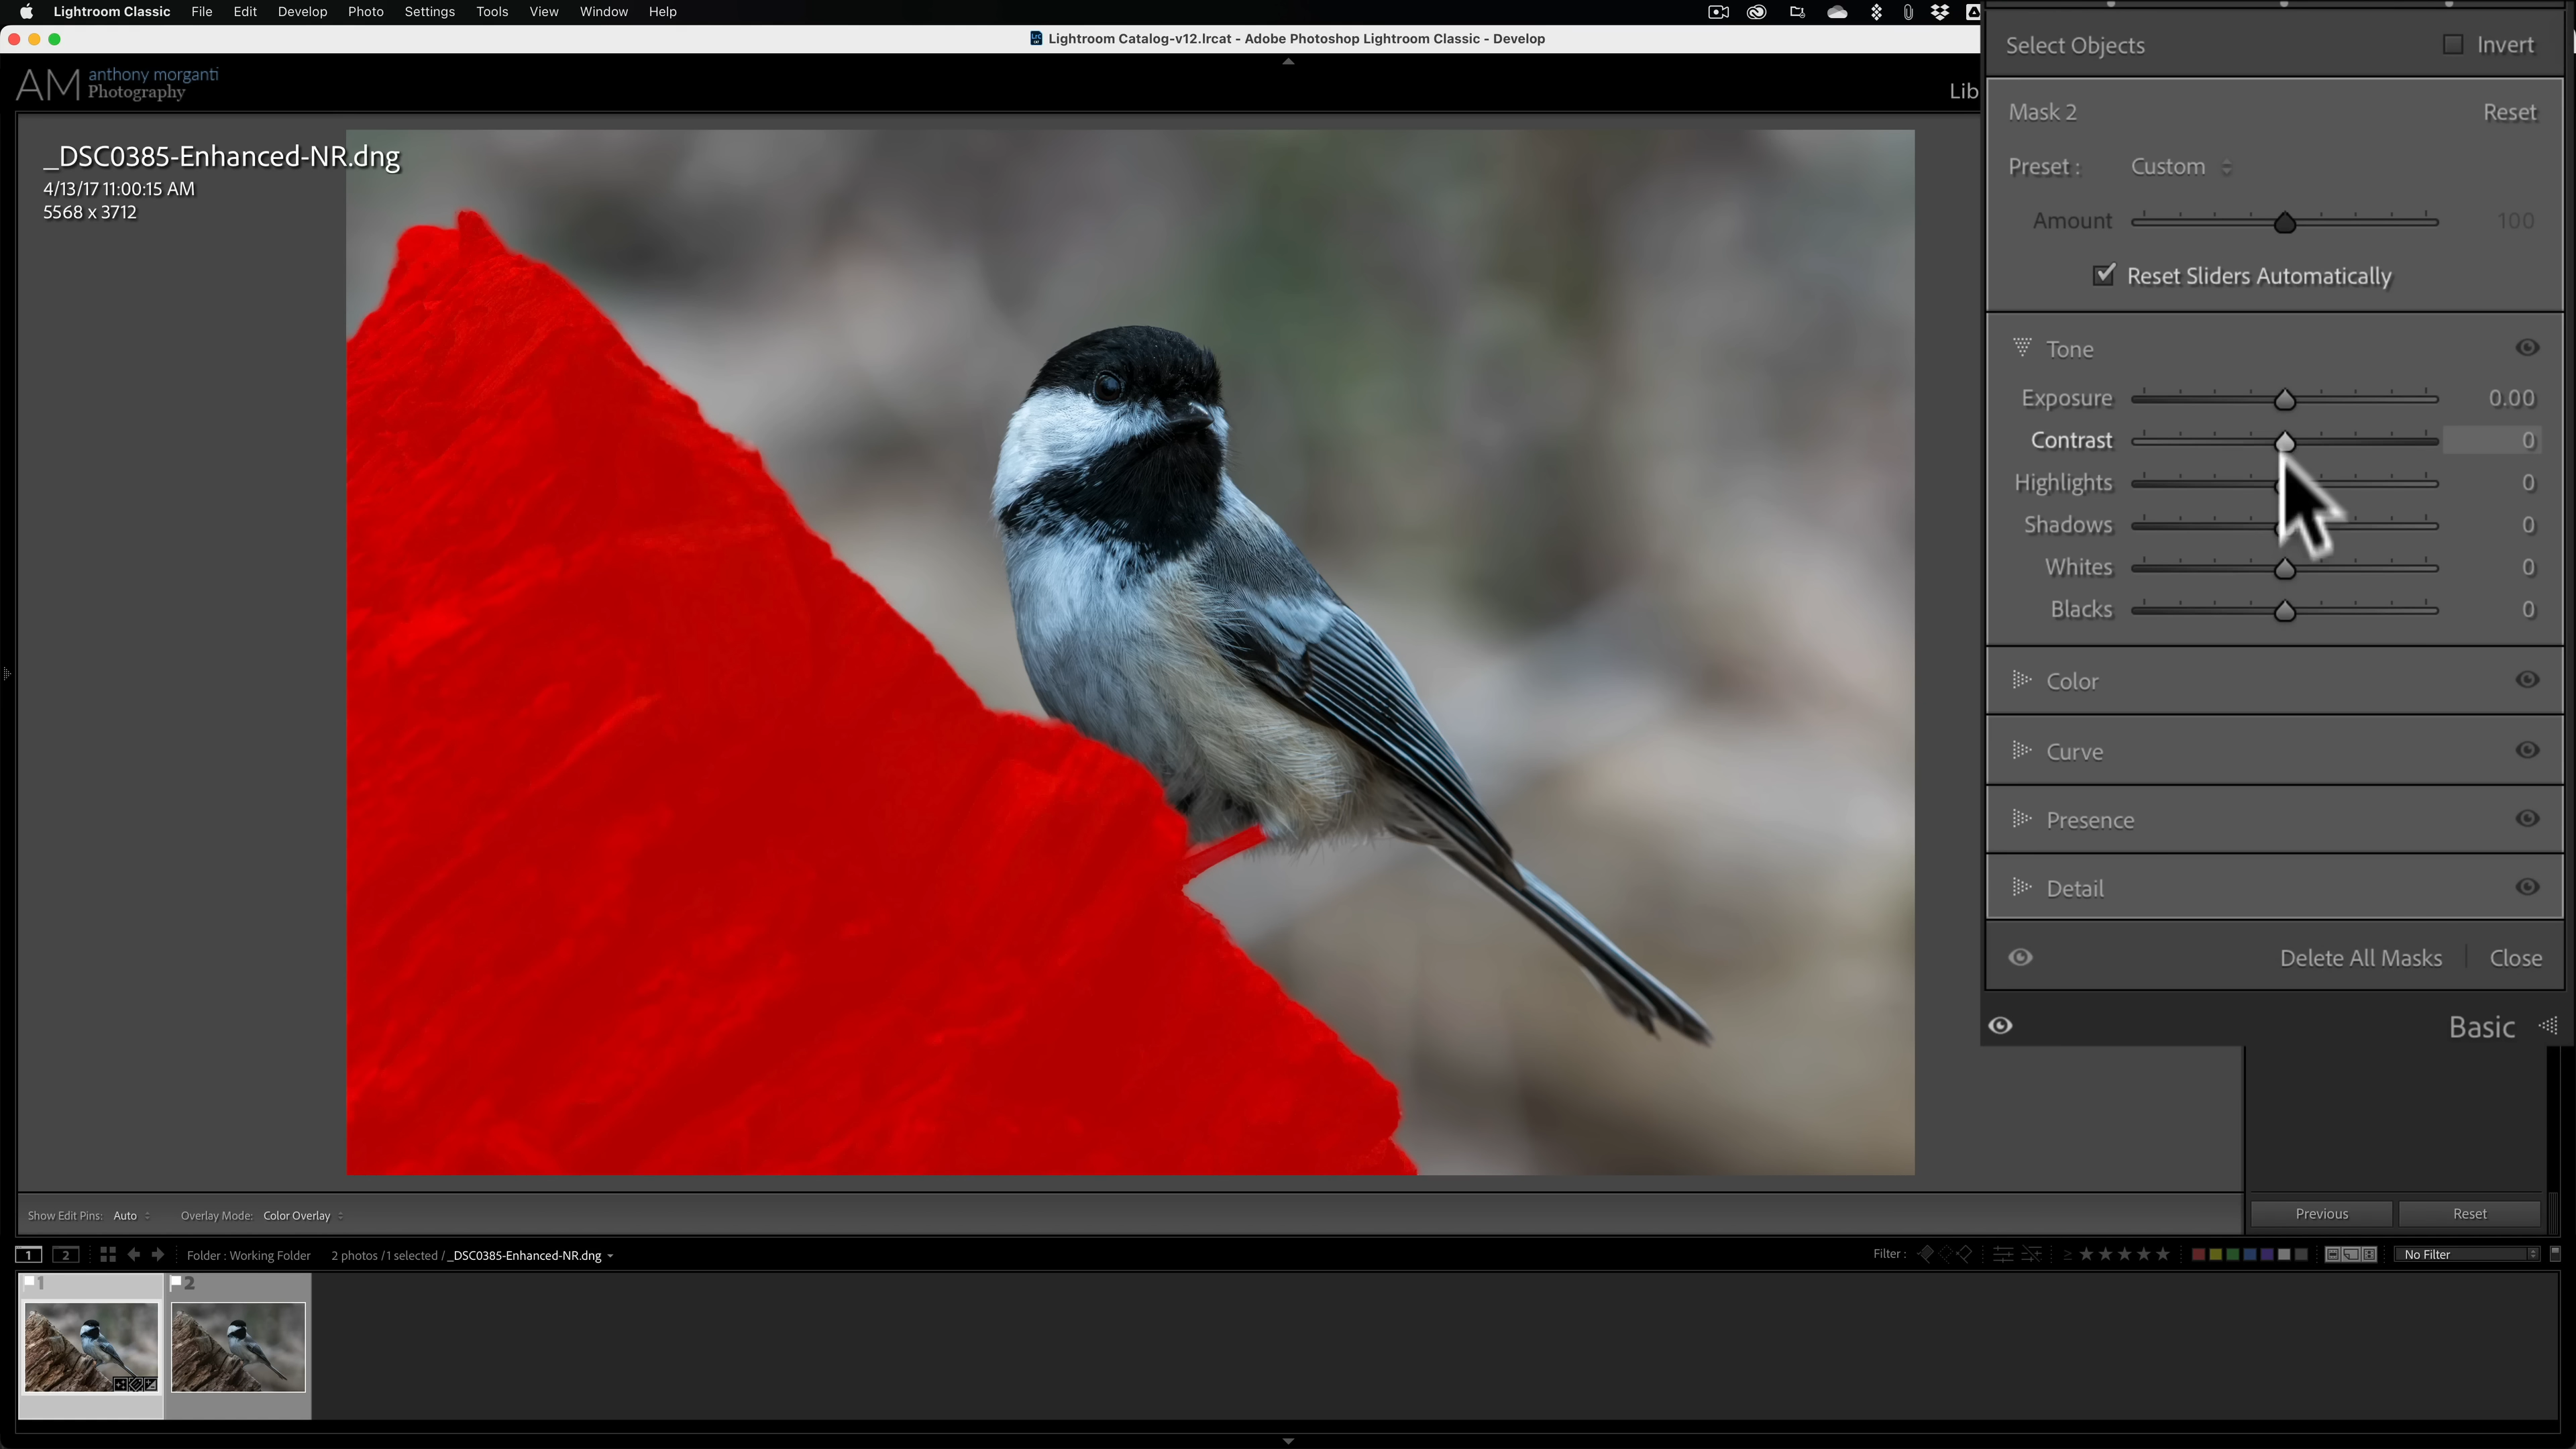 Lightroom Classic File Edit Develop Photo Settings Tools View Window Help
Lightroom Catalog-v12.lrcat - Adobe Photoshop Lightroom Classic - Develop
AM anthony morganti
Photography
Lib
_DSC0385-Enhanced-NR.dng
4/13/17 11:00:15 AM
5568 x 3712
Select Objects Invert
Mask 2 Reset
Preset : Custom
Amount 100
Reset Sliders Automatically
Tone
Exposure 0.00
Contrast 0
Highlights 0
Shadows 0
Whites 0
Blacks 0
Color
Curve
Presence
Detail
Delete All Masks Close
Basic
Show Edit Pins: Auto Overlay Mode: Color Overlay
Previous Reset
1 2 Folder : Working Folder 2 photos /1 selected /_DSC0385-Enhanced-NR.dng
Filter : ≥ No Filter
1 2